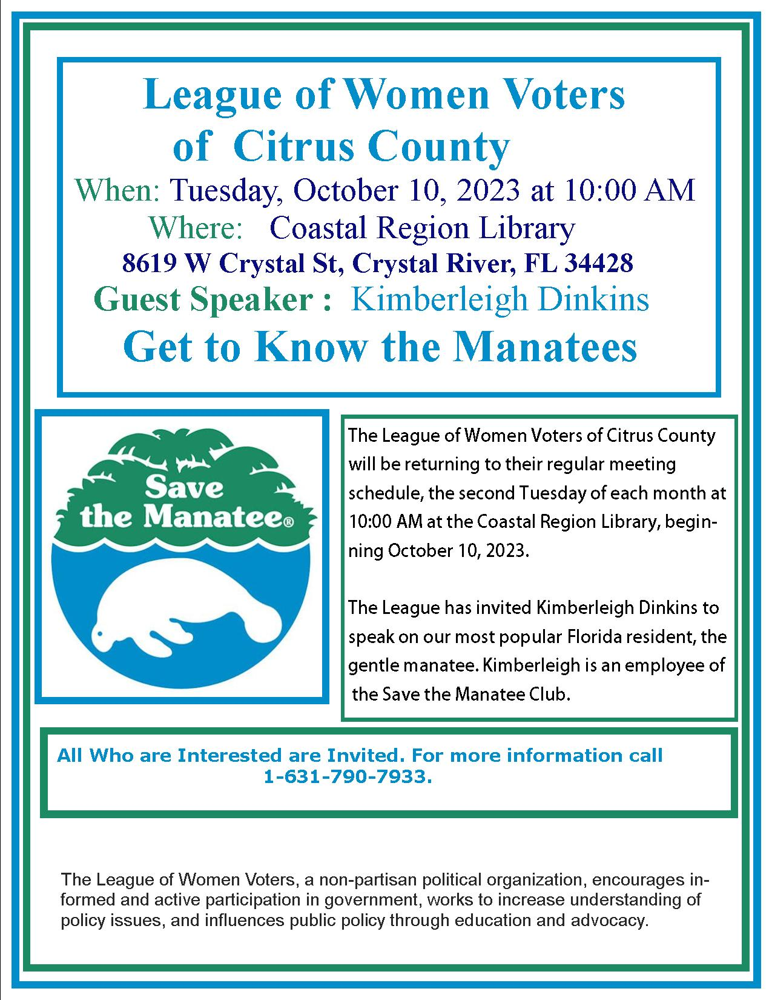 League of Women Voters
of Citrus County
When: Tuesday, October 10, 2023 at 10:00 AM
Where: Coastal Region Library
8619 W Crystal St, Crystal River, FL 34428
Guest Speaker : Kimberleigh Dinkins
Get to Know the Manatees
Save
the Manatee®
The League of Women Voters of Citrus County
will be returning to their regular meeting
schedule, the second Tuesday of each month at
10:00 AM at the Coastal Region Library, begin-
ning October 10, 2023.
The League has invited Kimberleigh Dinkins to
speak on our most popular Florida resident, the
gentle manatee. Kimberleigh is an employee of
the Save the Manatee Club.
All Who are Interested are Invited. For more information call
1-631-790-7933.
The League of Women Voters, a non-partisan political organization, encourages in-
formed and active participation in government, works to increase understanding of
policy issues, and influences public policy through education and advocacy.